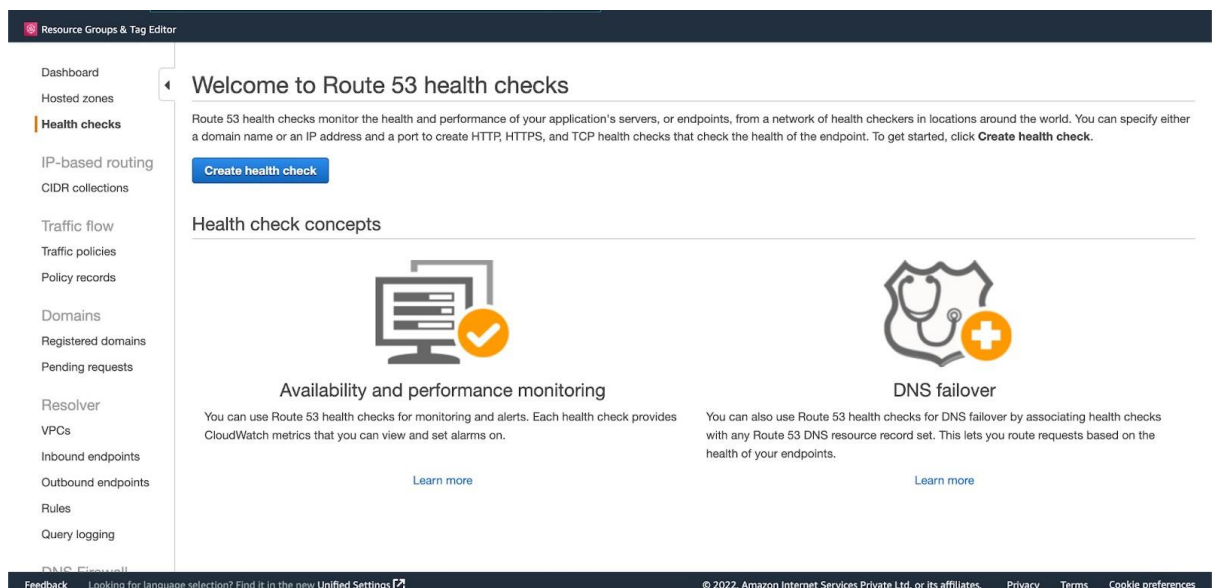 Resource Groups & Tag Editor
Dashboard
Hosted zones
Health checks
IP-based routing
CIDR collections
Traffic flow
Traffic policies
Policy records
Domains
Registered domains
Pending requests
Resolver
VPCs
Inbound endpoints
Outbound endpoints
Rules
Query logging
DNS Firewall
Welcome to Route 53 health checks
Route 53 health checks monitor the health and performance of your application's servers, or endpoints, from a network of health checkers in locations around the world. You can specify either
a domain name or an IP address and a port to create HTTP, HTTPS, and TCP health checks that check the health of the endpoint. To get started, click Create health check.
Create health check
Health check concepts
Availability and performance monitoring
You can use Route 53 health checks for monitoring and alerts. Each health check provides
CloudWatch metrics that you can view and set alarms on.
Learn more
DNS failover
You can also use Route 53 health checks for DNS failover by associating health checks
with any Route 53 DNS resource record set. This lets you route requests based on the
health of your endpoints.
Learn more
Feedback Looking for language selection? Find it in the new Unified Settings © 2022, Amazon Internet Services Private Ltd. or its affiliates. Privacy Terms Cookie preferences